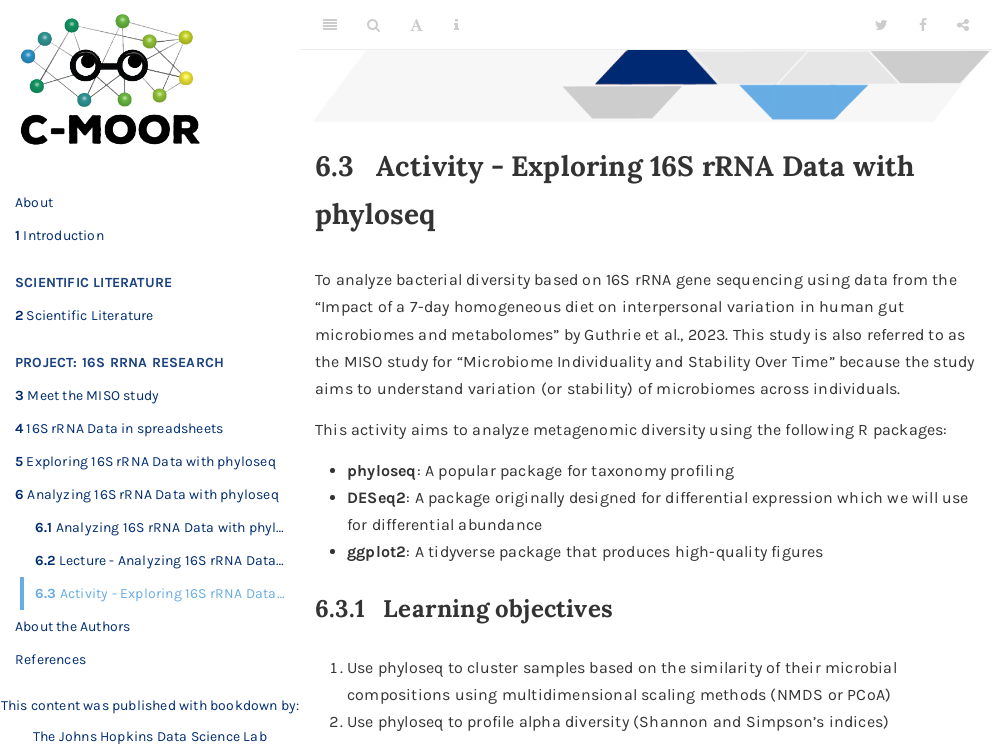 C-MOOR
About
1 Introduction
SCIENTIFIC LITERATURE
2 Scientific Literature
PROJECT: 16S RRNA RESEARCH
3 Meet the MISO study
4 16S rRNA Data in spreadsheets
5 Exploring 16S rRNA Data with phyloseq
6 Analyzing 16S rRNA Data with phyloseq
6.1 Analyzing 16S rRNA Data with phyl…
6.2 Lecture - Analyzing 16S rRNA Data…
6.3 Activity - Exploring 16S rRNA Data…
About the Authors
References
This content was published with bookdown by:
The Johns Hopkins Data Science Lab
A
6.3 Activity - Exploring 16S rRNA Data with
phyloseq
To analyze bacterial diversity based on 16S rRNA gene sequencing using data from the
“Impact of a 7-day homogeneous diet on interpersonal variation in human gut
microbiomes and metabolomes” by Guthrie et al., 2023. This study is also referred to as
the MISO study for “Microbiome Individuality and Stability Over Time” because the study
aims to understand variation (or stability) of microbiomes across individuals.
This activity aims to analyze metagenomic diversity using the following R packages:
• phyloseq: A popular package for taxonomy profiling
• DESeq2: A package originally designed for differential expression which we will use
for differential abundance
• ggplot2: A tidyverse package that produces high-quality figures
6.3.1 Learning objectives
1. Use phyloseq to cluster samples based on the similarity of their microbial
compositions using multidimensional scaling methods (NMDS or PCoA)
2. Use phyloseq to profile alpha diversity (Shannon and Simpson’s indices)